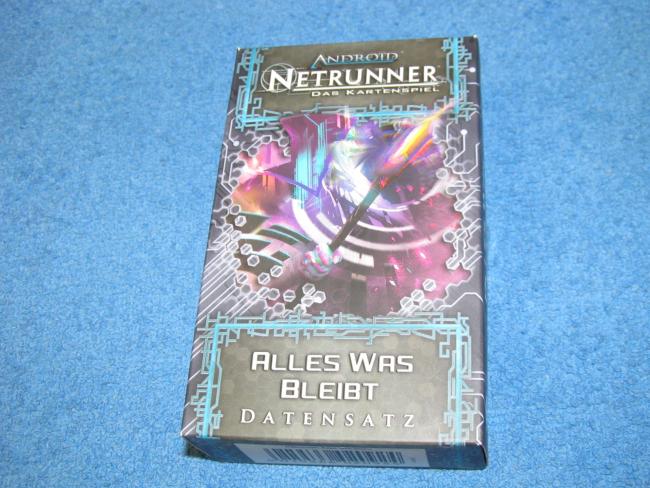 ANDROID
NETRUNNER
DAS KARTENSPIEL
ALLES WAS
BLEIBT
DATENSATZ